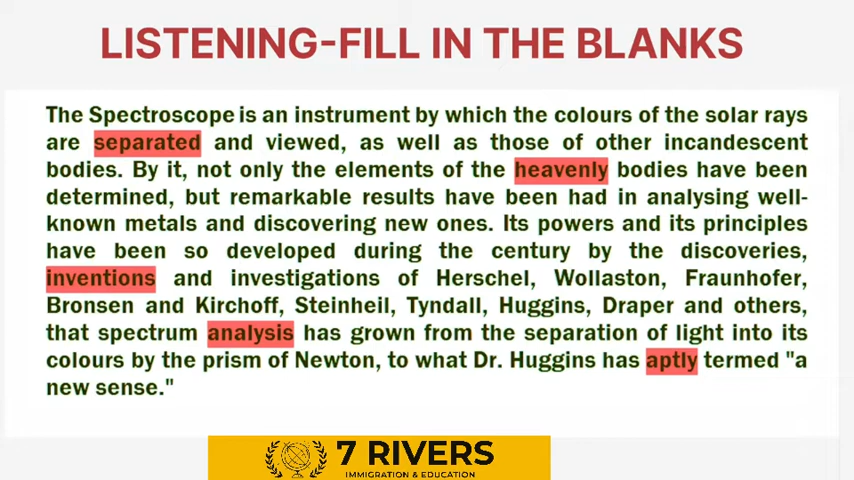 LISTENING-FILL IN THE BLANKS
The Spectroscope is an instrument by which the colours of the solar rays
are separated and viewed, as well as those of other incandescent
bodies. By it, not only the elements of the heavenly bodies have been
determined, but remarkable results have been had in analysing well-
known metals and discovering new ones. Its powers and its principles
have been so developed during the century by the discoveries,
inventions and investigations of Herschel, Wollaston, Fraunhofer,
Bronsen and Kirchoff, Steinheil, Tyndall, Huggins, Draper and others,
that spectrum analysis has grown from the separation of light into its
colours by the prism of Newton, to what Dr. Huggins has aptly termed "a
new sense."
7 RIVERS
IMMIGRATION & EDUCATION